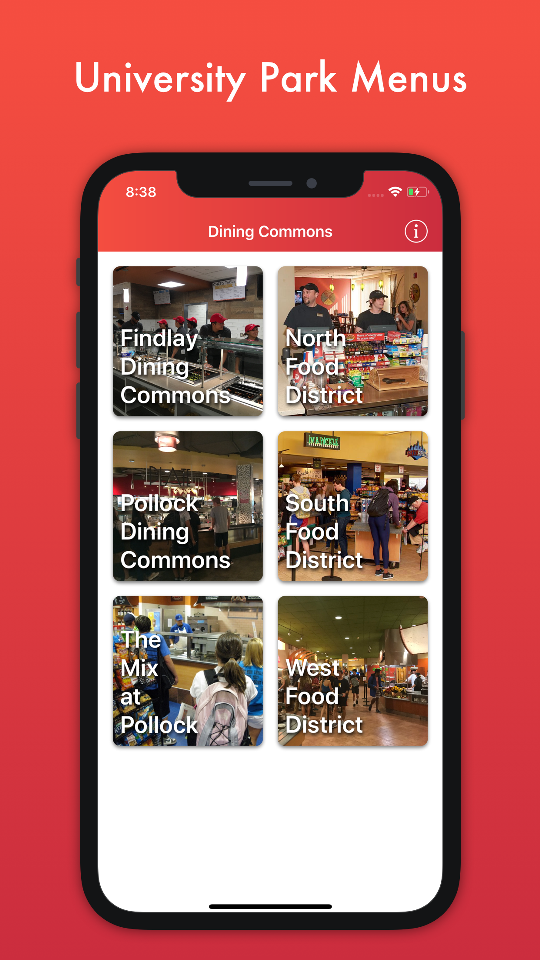 University Park Menus
8:38
Dining Commons
Findlay
Dining
Commons
North
Food
District
Pollock
Dining
Commons
MARKET
South
Food
District
The
Mix
at
Pollock
West
Food
District